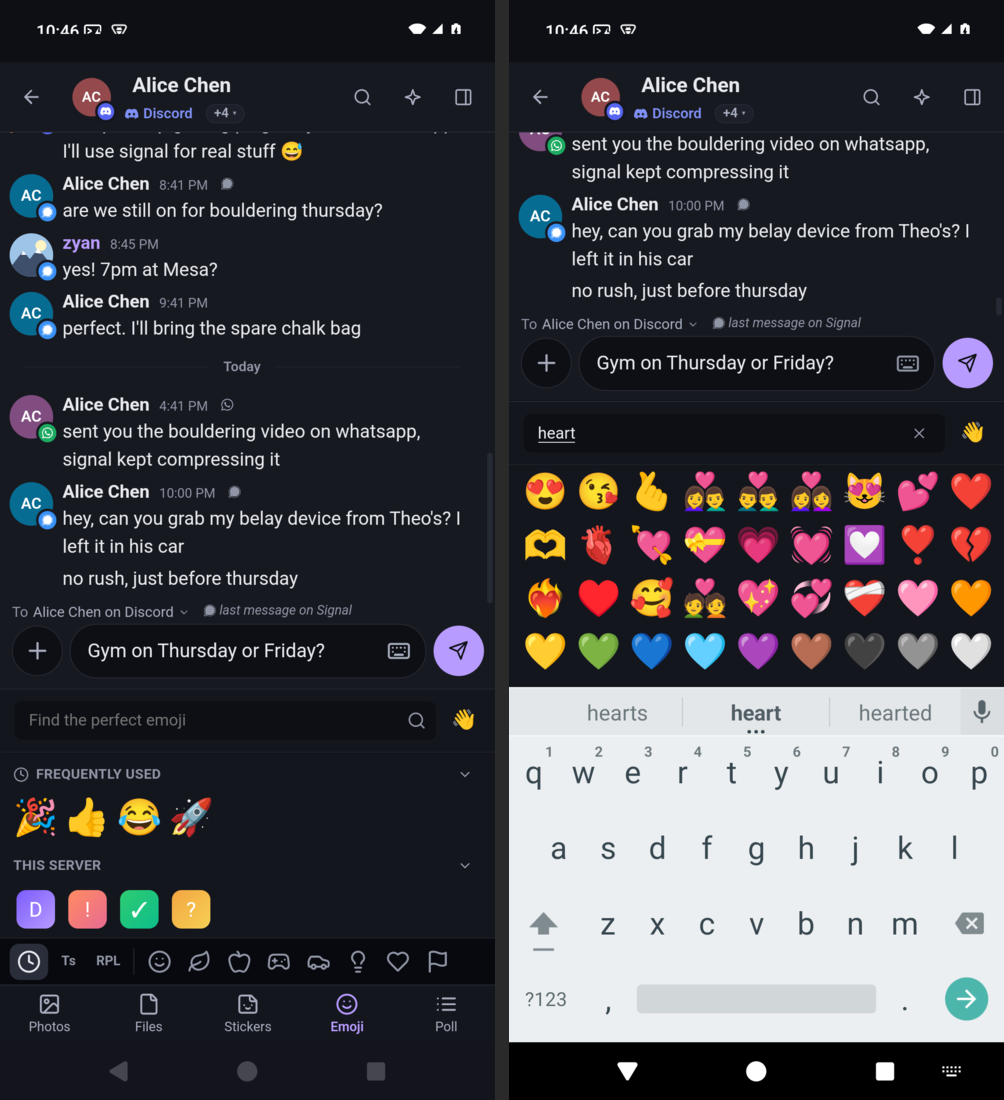 10:46
Alice Chen
Discord +4
I'll use signal for real stuff 😅
AC Alice Chen 8:41 PM
are we still on for bouldering thursday?
zyan 8:45 PM
yes! 7pm at Mesa?
AC Alice Chen 9:41 PM
perfect. I'll bring the spare chalk bag
Today
AC Alice Chen 4:41 PM
sent you the bouldering video on whatsapp,
signal kept compressing it
AC Alice Chen 10:00 PM
hey, can you grab my belay device from Theo's? I
left it in his car
no rush, just before thursday
To Alice Chen on Discord last message on Signal
Gym on Thursday or Friday?
Find the perfect emoji
FREQUENTLY USED
THIS SERVER
D ! ✓ ?
Ts RPL
Photos Files Stickers Emoji Poll
10:46
AC Alice Chen
Discord +4
sent you the bouldering video on whatsapp,
signal kept compressing it
AC Alice Chen 10:00 PM
hey, can you grab my belay device from Theo's? I
left it in his car
no rush, just before thursday
To Alice Chen on Discord last message on Signal
Gym on Thursday or Friday?
heart
hearts heart hearted
1 2 3 4 5 6 7 8 9 0
q w e r t y u i o p
a s d f g h j k l
z x c v b n m
?123 , .